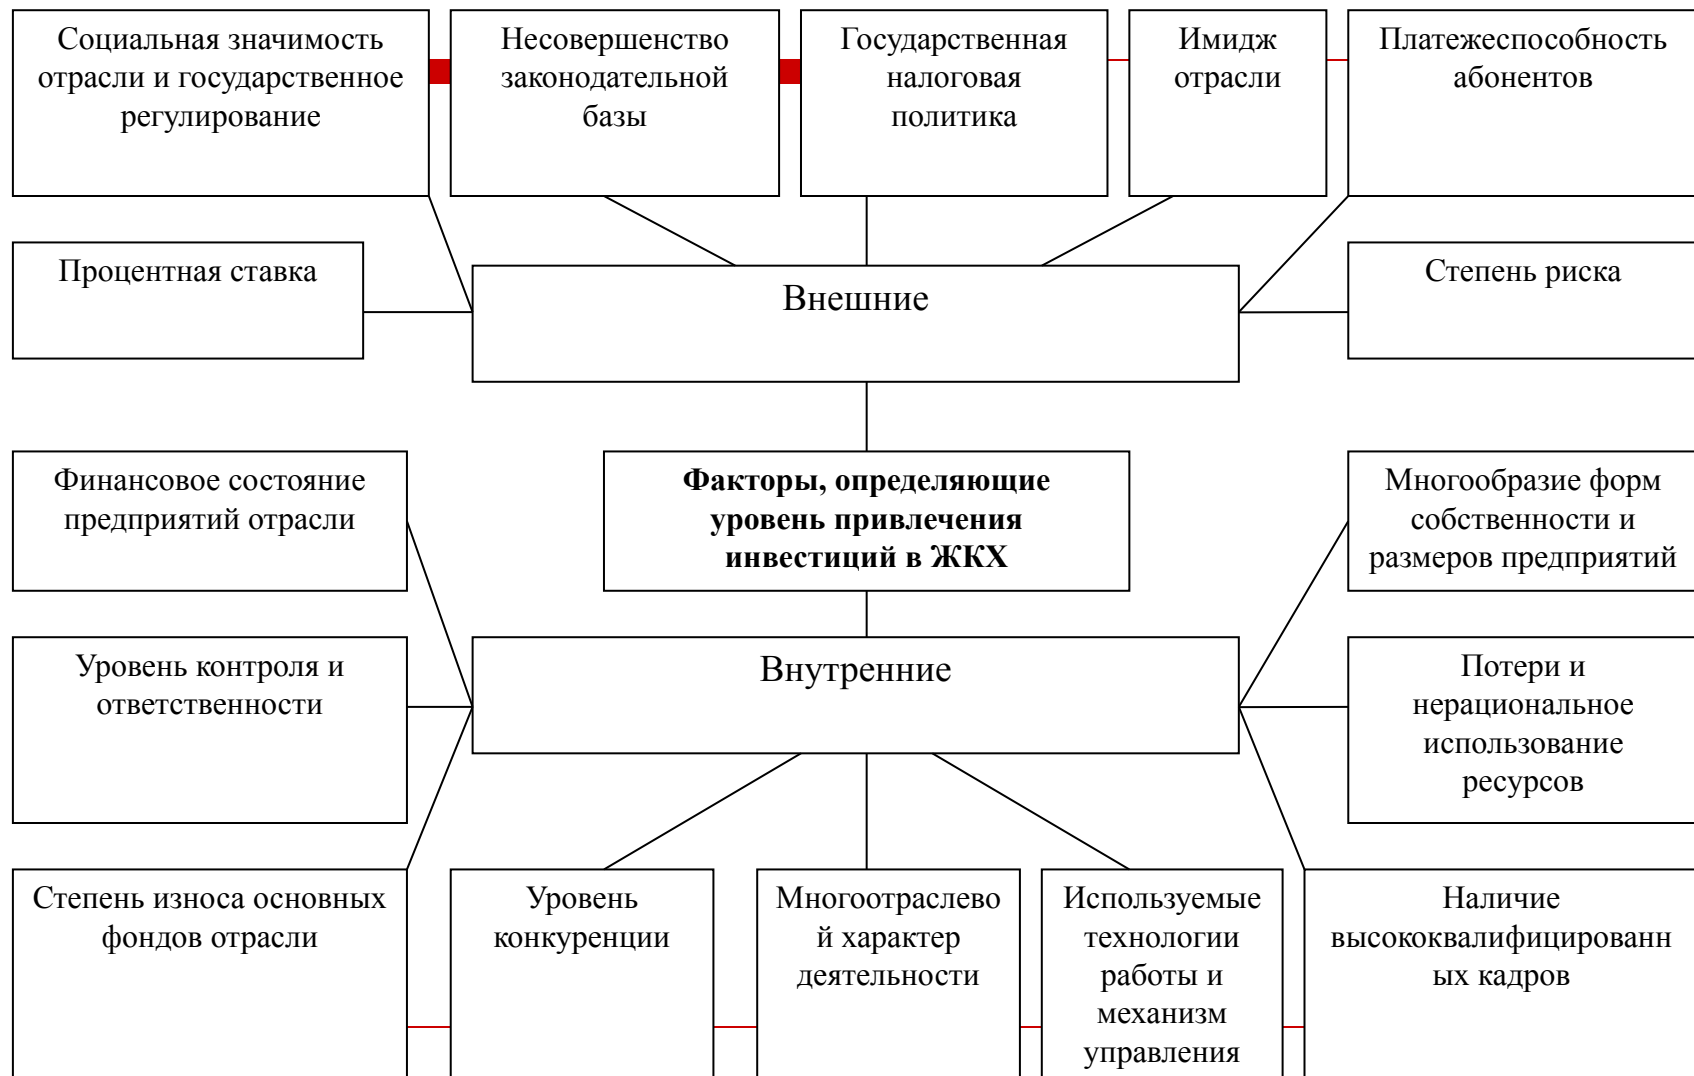 Социальная значимость
отрасли и государственное
регулирование
Несовершенство
законодательной
базы
Государственная
налоговая
политика
Имидж
отрасли
Платежеспособность
абонентов
Процентная ставка
Внешние
Степень риска
Финансовое состояние
предприятий отрасли
Факторы, определяющие
уровень привлечения
инвестиций в ЖКХ
Многообразие форм
собственности и
размеров предприятий
Уровень контроля и
ответственности
Внутренние
Потери и
нерациональное
использование
ресурсов
Степень износа основных
фондов отрасли
Уровень
конкуренции
Многоотраслево
й характер
деятельности
Используемые
технологии
работы и
механизм
управления
Наличие
высококвалифицированн
ых кадров